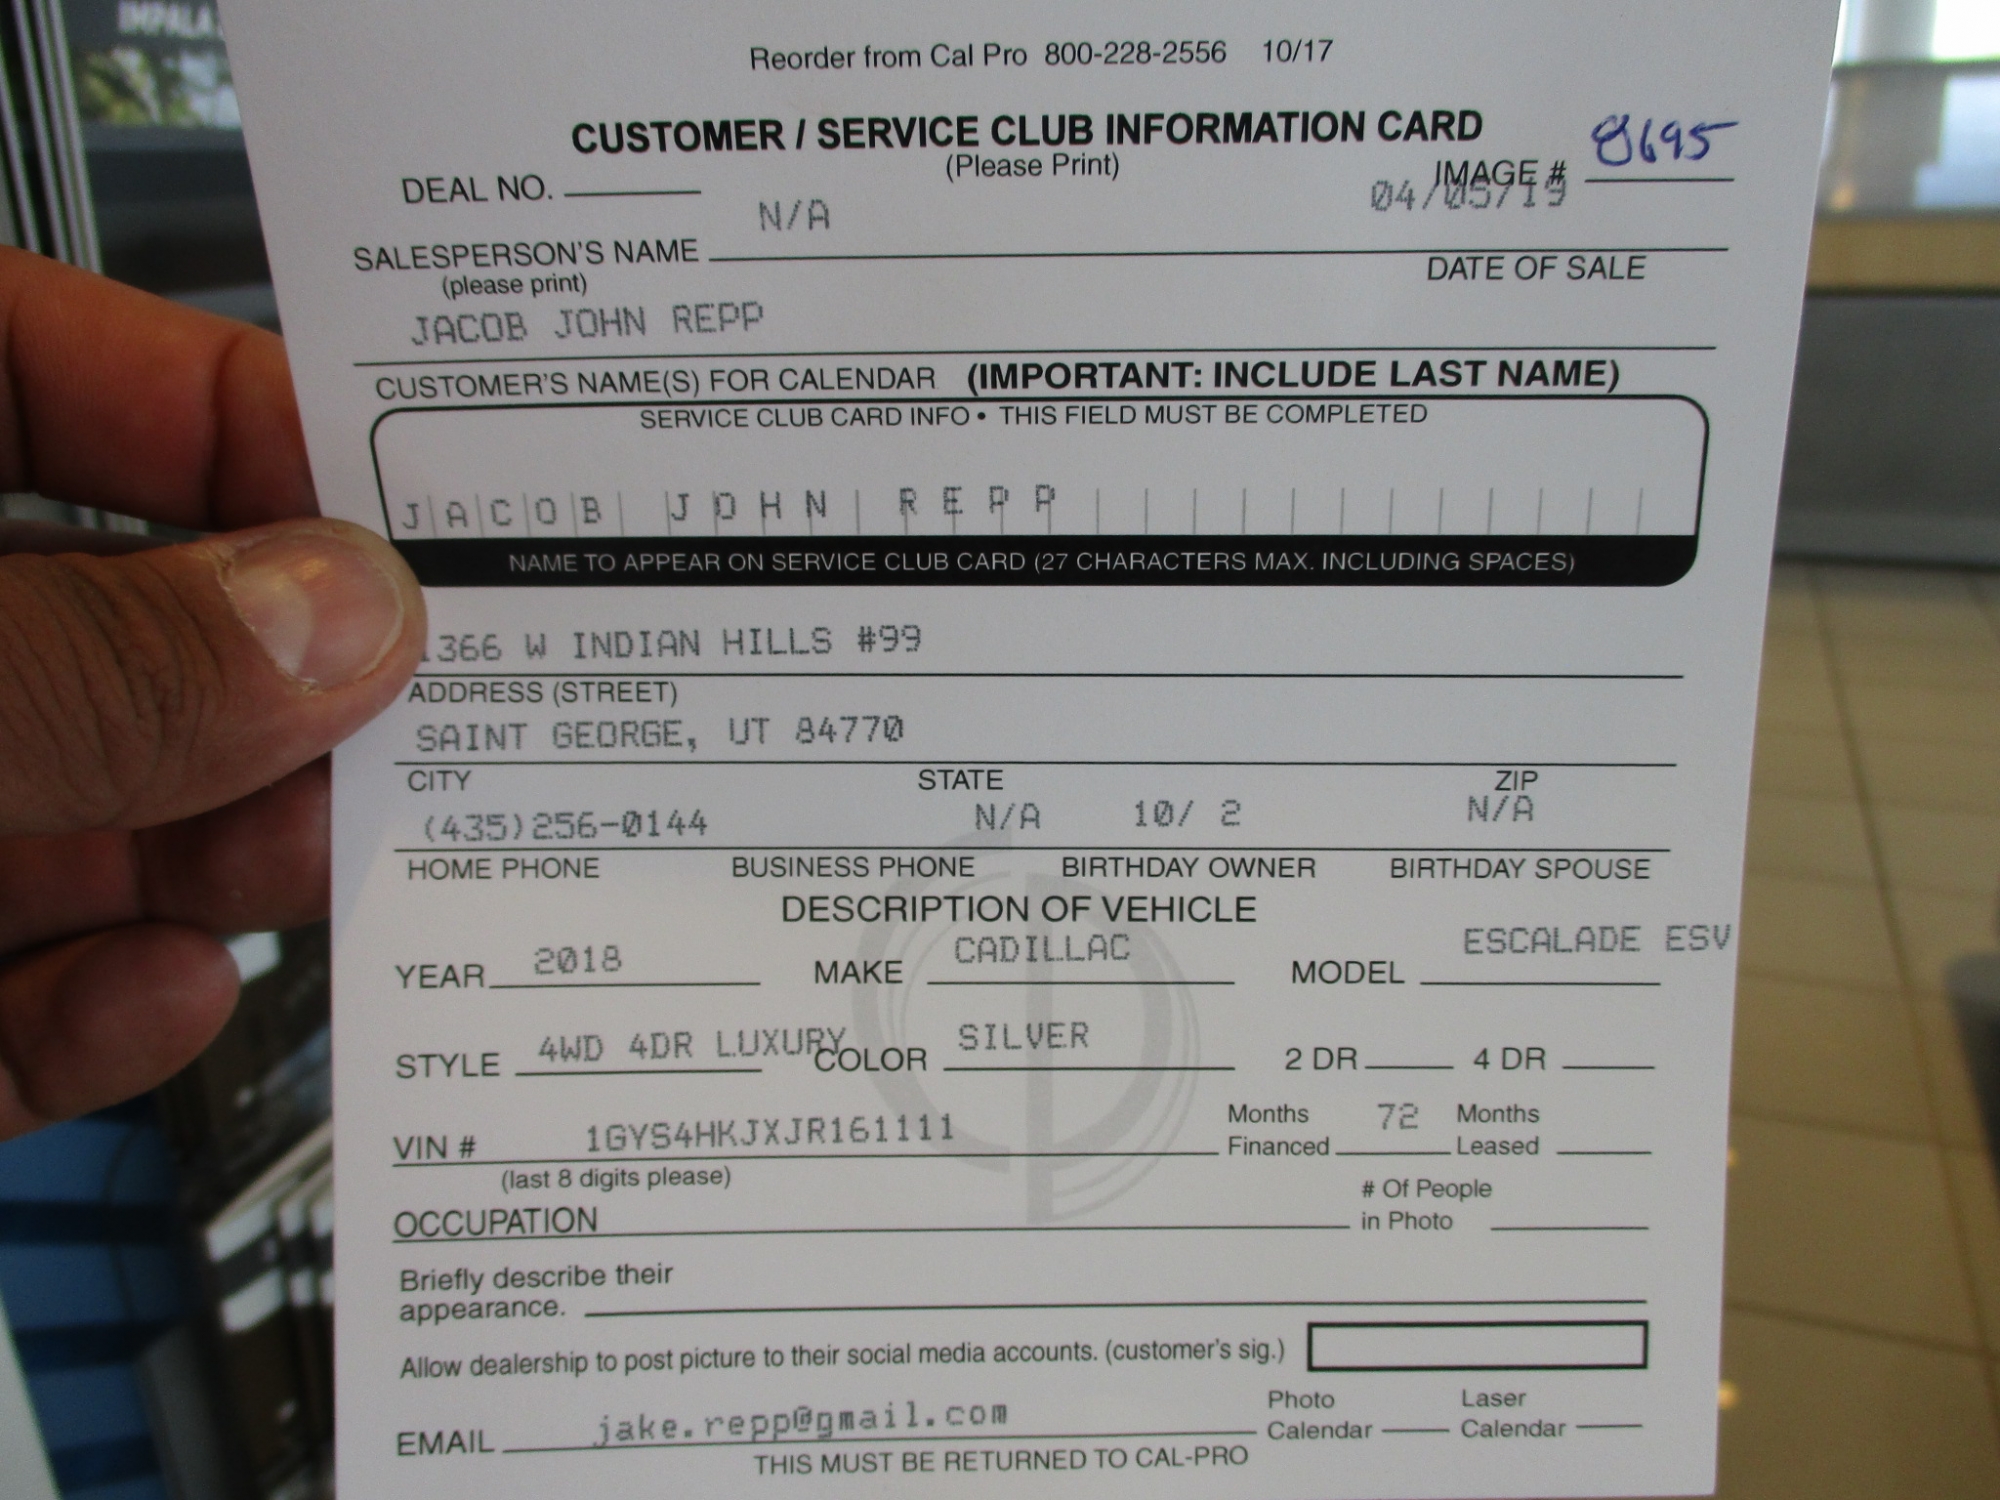 IMPALA
Reorder from Cal Pro 800-228-2556 10/17
CUSTOMER / SERVICE CLUB INFORMATION CARD
(Please Print)
8695
DEAL NO. IMAGE #
N/A 04/05/19
SALESPERSON'S NAME
(please print) DATE OF SALE
JACOB JOHN REPP
CUSTOMER'S NAME(S) FOR CALENDAR (IMPORTANT: INCLUDE LAST NAME)
SERVICE CLUB CARD INFO • THIS FIELD MUST BE COMPLETED
JACOB JOHN REPP
NAME TO APPEAR ON SERVICE CLUB CARD (27 CHARACTERS MAX. INCLUDING SPACES)
1366 W INDIAN HILLS #99
ADDRESS (STREET)
SAINT GEORGE, UT 84770
CITY STATE ZIP
(435)256-0144 N/A 10/ 2 N/A
HOME PHONE BUSINESS PHONE BIRTHDAY OWNER BIRTHDAY SPOUSE
DESCRIPTION OF VEHICLE
YEAR 2018 MAKE CADILLAC MODEL ESCALADE ESV
STYLE 4WD 4DR LUXURY COLOR SILVER 2 DR 4 DR
VIN # 1GYS4HKJXJR161111 Months Financed 72 Months Leased
(last 8 digits please)
OCCUPATION # Of People in Photo
Briefly describe their
appearance.
Allow dealership to post picture to their social media accounts. (customer's sig.)
EMAIL jake.repp@gmail.com Photo Calendar Laser Calendar
THIS MUST BE RETURNED TO CAL-PRO